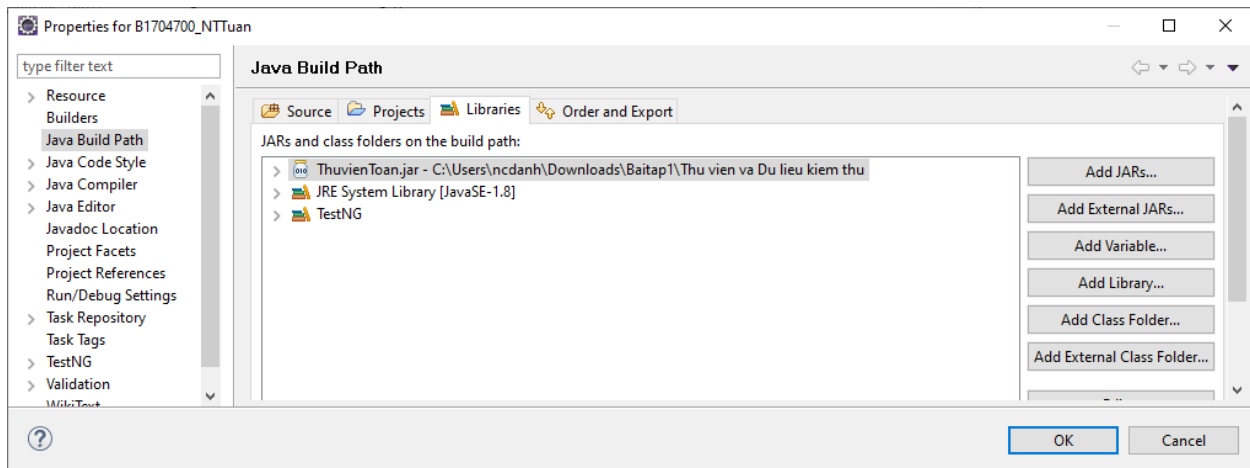 Properties for B1704700_NTTuan
type filter text
Resource
Builders
Java Build Path
Java Code Style
Java Compiler
Java Editor
Javadoc Location
Project Facets
Project References
Run/Debug Settings
Task Repository
Task Tags
TestNG
Validation
WikiText
Java Build Path
Source Projects Libraries Order and Export
JARs and class folders on the build path:
ThuvienToan.jar - C:\Users\ncdanh\Downloads\Baitap1\Thu vien va Du lieu kiem thu
JRE System Library [JavaSE-1.8]
TestNG
Add JARs...
Add External JARs...
Add Variable...
Add Library...
Add Class Folder...
Add External Class Folder...
OK Cancel